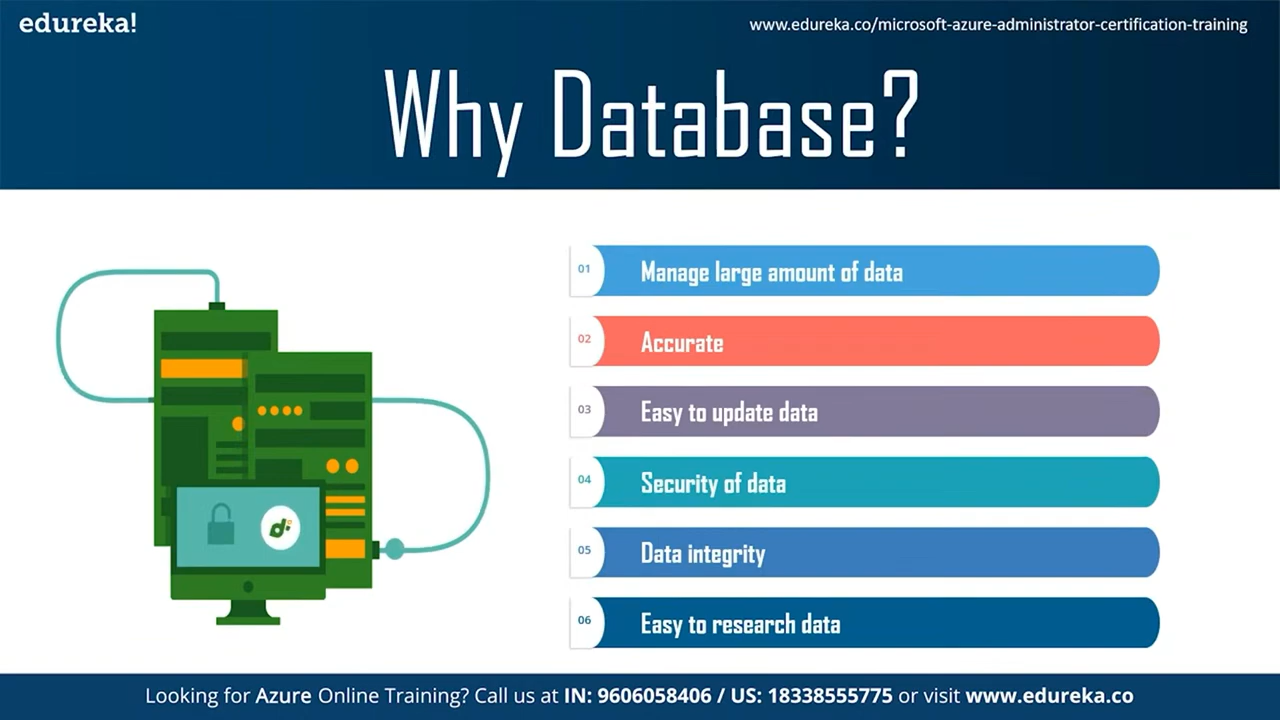 edureka!
www.edureka.co/microsoft-azure-administrator-certification-training
Why Database?
01 Manage large amount of data
02 Accurate
03 Easy to update data
04 Security of data
05 Data integrity
06 Easy to research data
d
Looking for Azure Online Training? Call us at IN: 9606058406 / US: 18338555775 or visit www.edureka.co